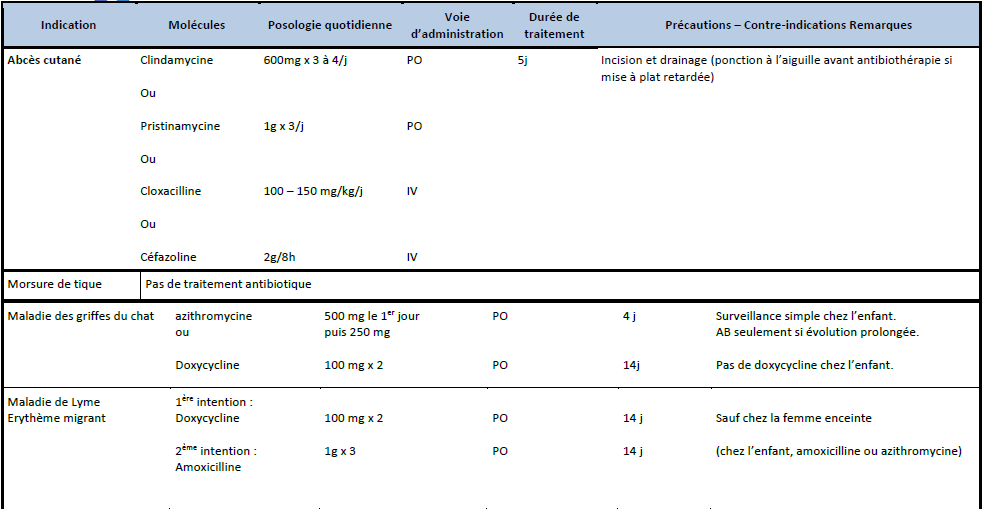 Indication Molécules Posologie quotidienne Voie d’administration Durée de traitement Précautions – Contre-indications Remarques
Abcès cutané Clindamycine 600mg x 3 à 4/j PO 5j Incision et drainage (ponction à l’aiguille avant antibiothérapie si
mise à plat retardée)
Ou
Pristinamycine 1g x 3/j PO
Ou
Cloxacilline 100 – 150 mg/kg/j IV
Ou
Céfazoline 2g/8h IV
Morsure de tique Pas de traitement antibiotique
Maladie des griffes du chat azithromycine 500 mg le 1er jour PO 4 j Surveillance simple chez l’enfant.
ou puis 250 mg AB seulement si évolution prolongée.
Doxycycline 100 mg x 2 PO 14j Pas de doxycycline chez l’enfant.
Maladie de Lyme 1ère intention :
Erythème migrant Doxycycline 100 mg x 2 PO 14 j Sauf chez la femme enceinte
2ème intention : 1g x 3 PO 14 j (chez l’enfant, amoxicilline ou azithromycine)
Amoxicilline